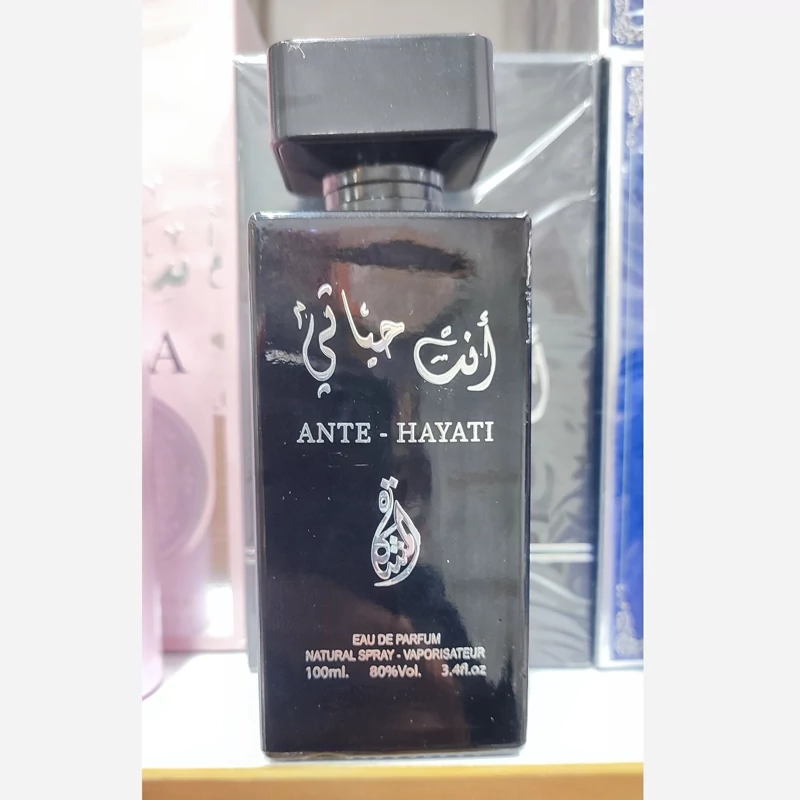 أنت حياتي
ANTE - HAYATI
EAU DE PARFUM
NATURAL SPRAY - VAPORISATEUR
100ml. 80%Vol. 3.4fl.oz
A